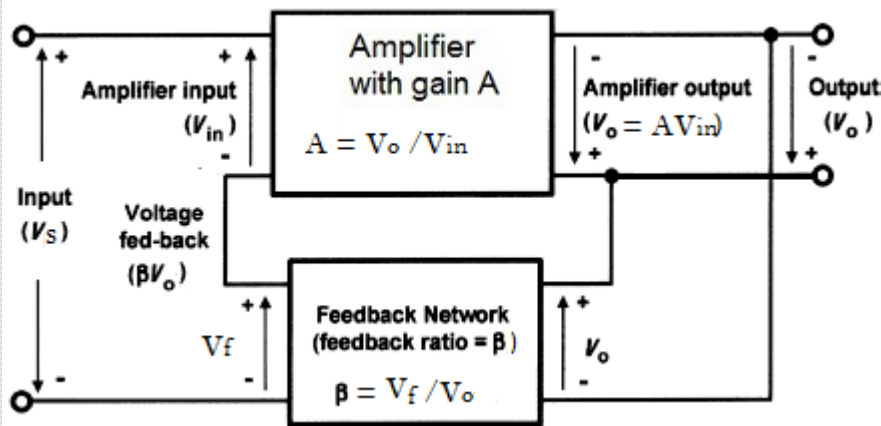 Amplifier
with gain A
A = Vo /Vin
+
-
+
-
Amplifier input
(Vin)
-
+
Amplifier output
(Vo = AVin)
-
+
Output
(Vo)
Input
(VS)
Voltage
fed-back
(βVo)
+
-
Vf
Feedback Network
(feedback ratio = β)
β = Vf /Vo
+
-
Vo